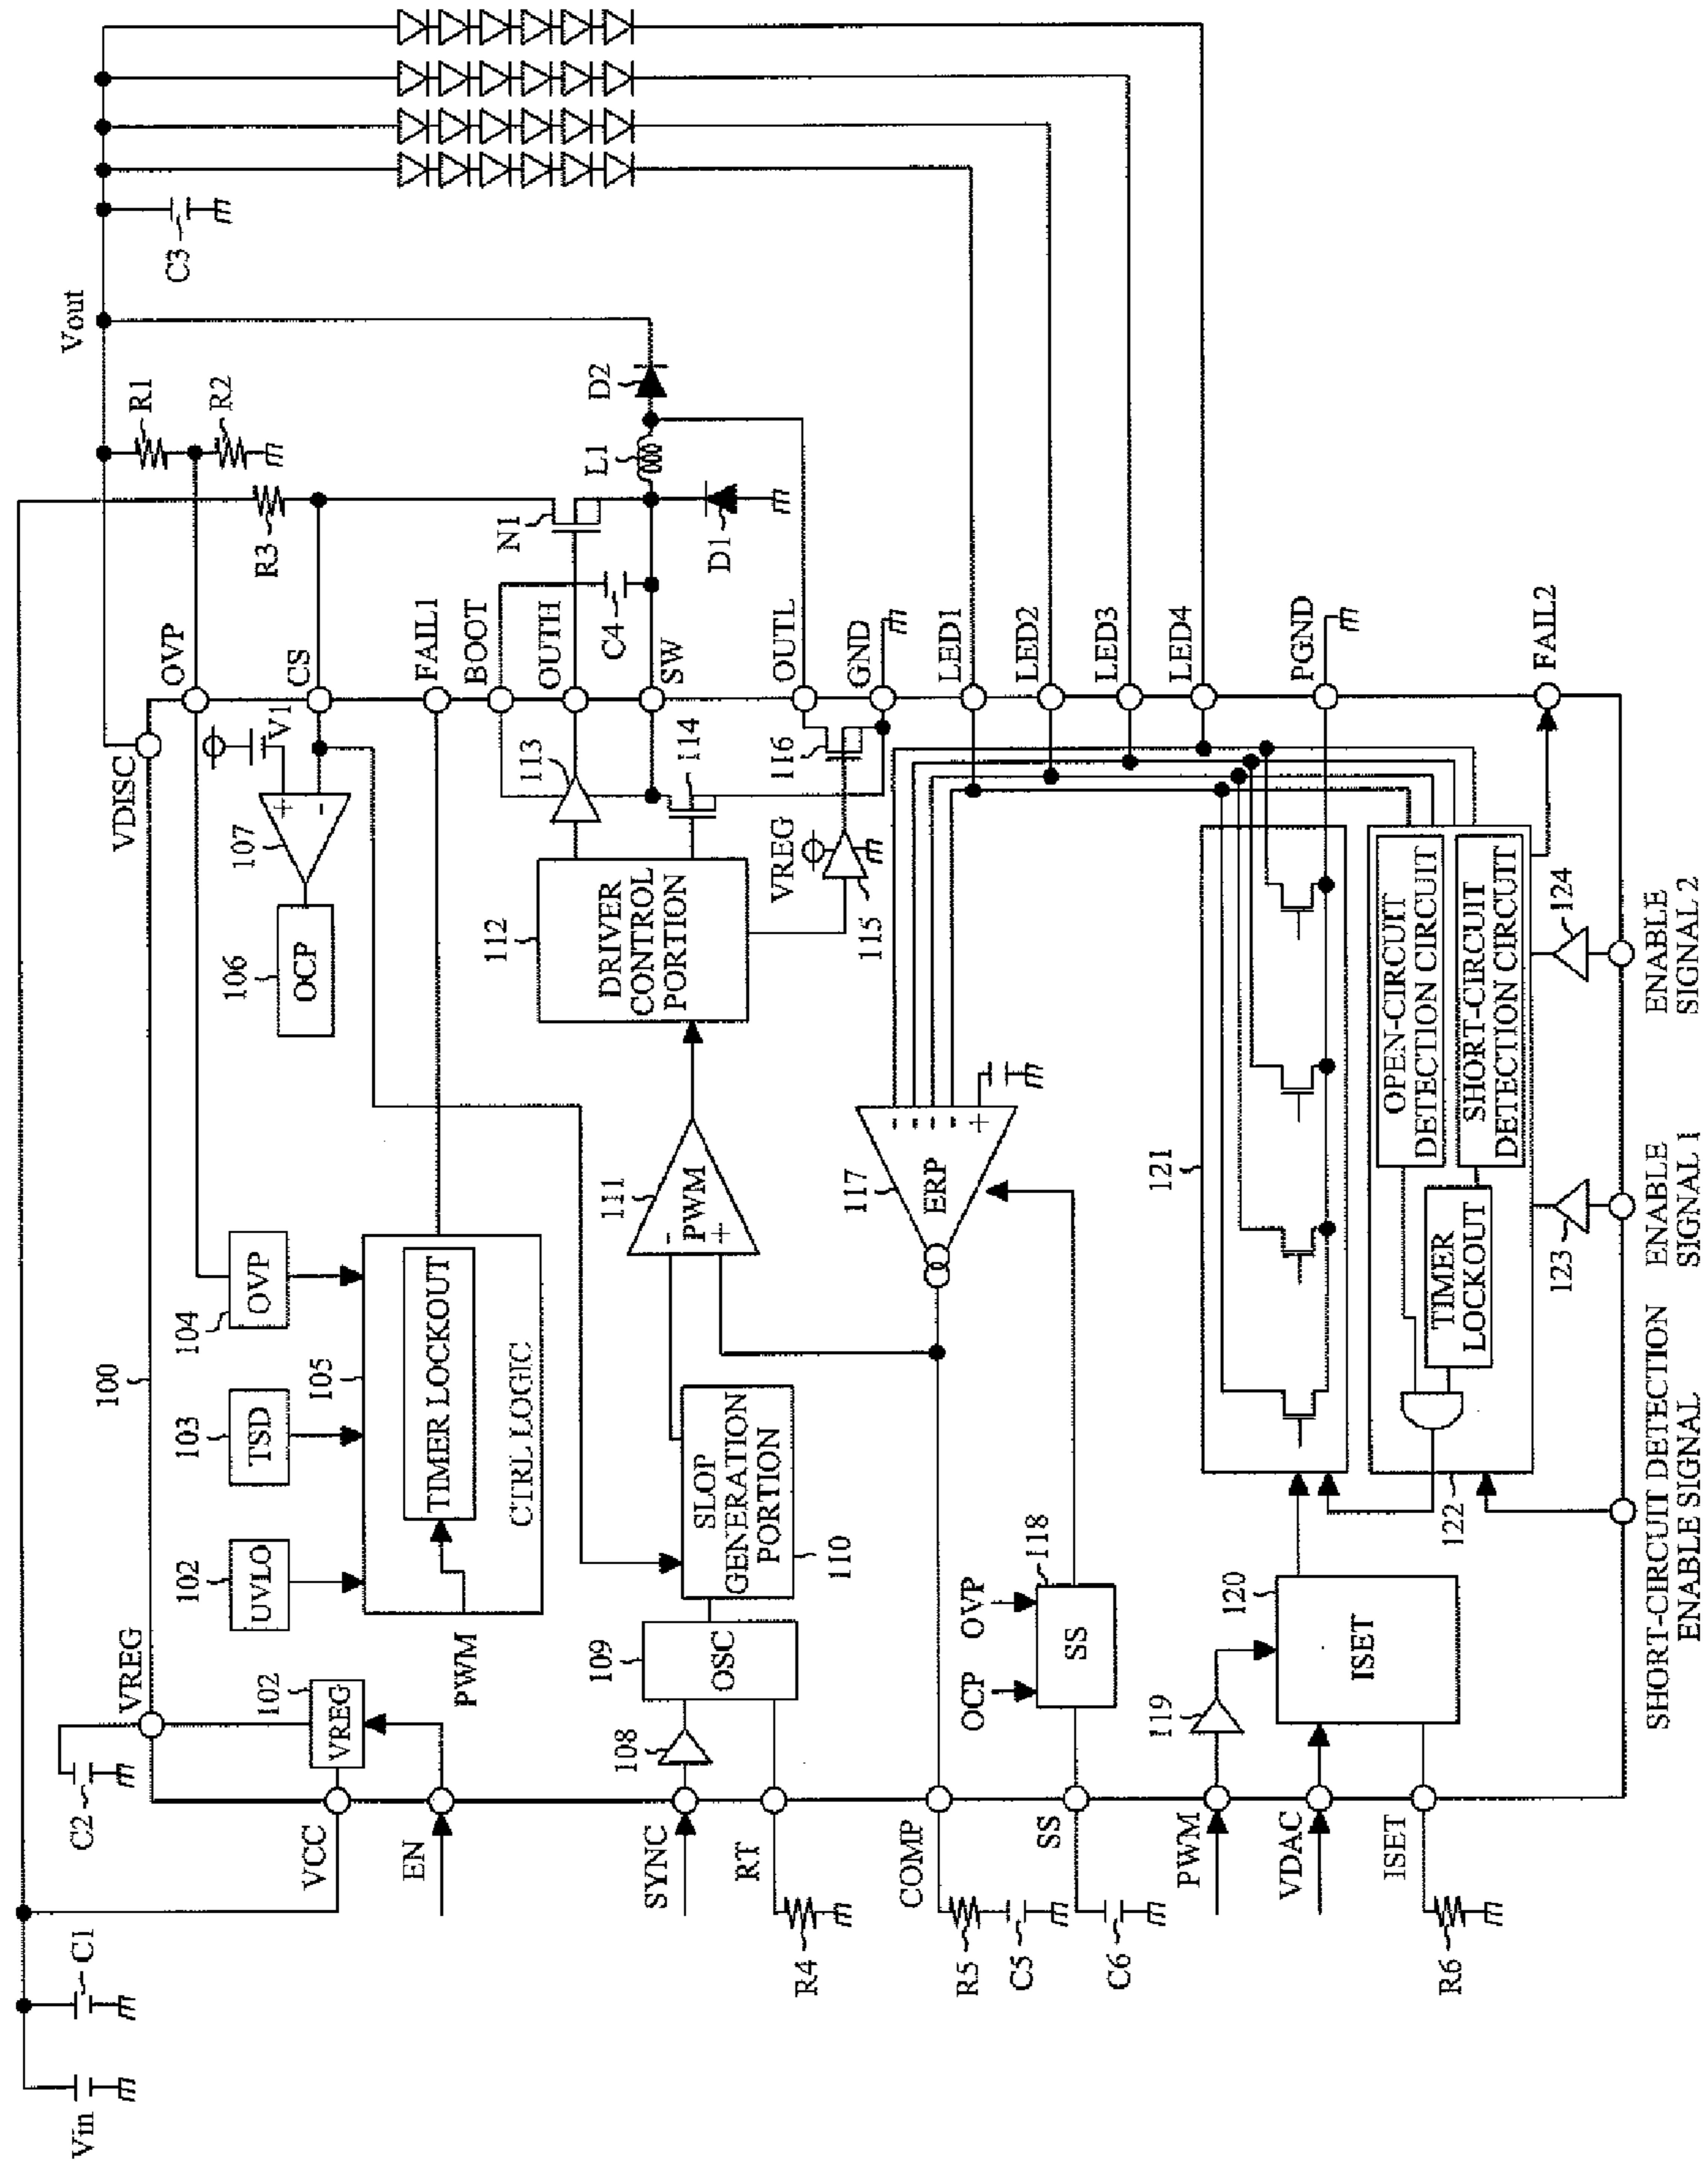 Vin
C1
C2
VREG
100
VDISC
Vout
C3
R1
R2
R3
VCC
EN
102
VREG
102
UVLO
103
TSD
104
OVP
105
TIMER LOCKOUT
CTRL LOGIC
PWM
106
OCP
107
+
-
V1
OVP
CS
FAIL1
BOOT
OUTH
SW
OUTL
GND
N1
C4
L1
D1
D2
SYNC
RT
R4
108
109
OSC
SLOP
GENERATION
PORTION
110
111
PWM
-
+
112
DRIVER
CONTROL
PORTION
113
114
VREG
115
116
COMP
R5
C5
SS
C6
OCP
OVP
118
SS
117
ERP
-
-
-
-
+
LED1
LED2
LED3
LED4
PGND
FAIL2
PWM
VDAC
ISET
R6
119
120
ISET
121
122
TIMER
LOCKOUT
OPEN-CIRCUIT
DETECTION CIRCUIT
SHORT-CIRCUIT
DETECTION CIRCUIT
123
124
SHORT-CIRCUIT DETECTION
ENABLE SIGNAL
ENABLE
SIGNAL 1
ENABLE
SIGNAL 2